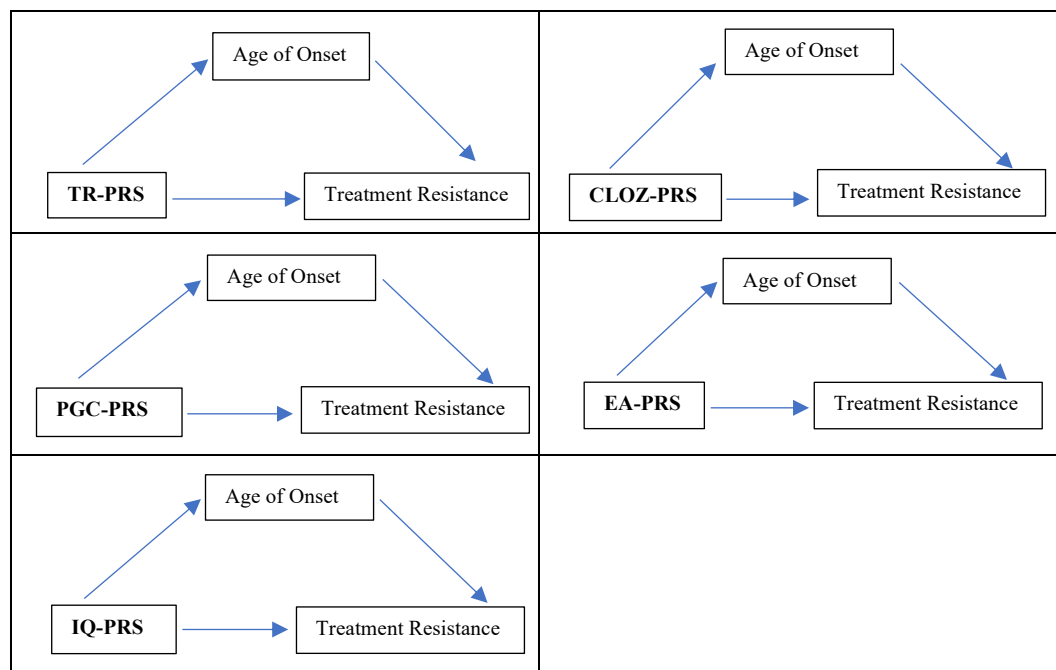 Age of Onset
TR-PRS
Treatment Resistance
Age of Onset
CLOZ-PRS
Treatment Resistance
Age of Onset
PGC-PRS
Treatment Resistance
Age of Onset
EA-PRS
Treatment Resistance
Age of Onset
IQ-PRS
Treatment Resistance